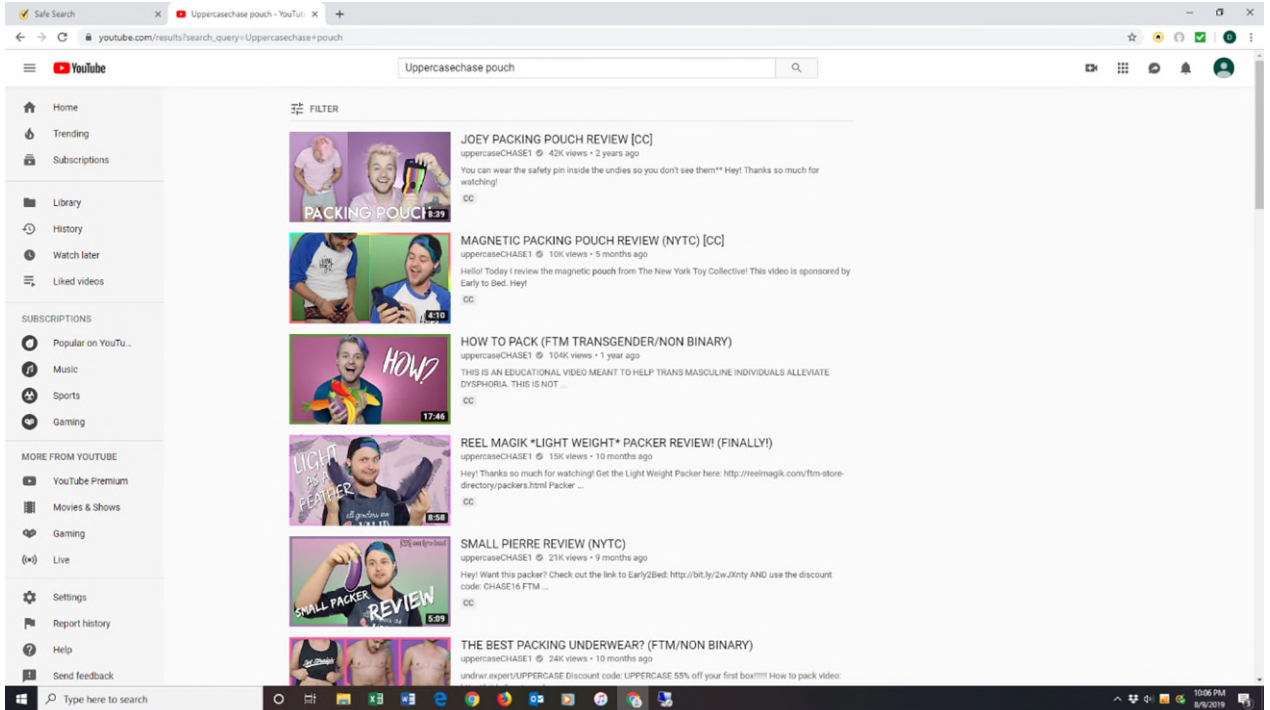 Safe Search
Uppercasechase pouch - YouTub
youtube.com/results?search_query=Uppercasechase+pouch
YouTube
Uppercasechase pouch
Home
Trending
Subscriptions
Library
History
Watch later
Liked videos
SUBSCRIPTIONS
Popular on YouTu...
Music
Sports
Gaming
MORE FROM YOUTUBE
YouTube Premium
Movies & Shows
Gaming
Live
Settings
Report history
Help
Send feedback
FILTER
PACKING POUCH
8:39
JOEY PACKING POUCH REVIEW [CC]
uppercaseCHASE1 42K views • 2 years ago
You can wear the safety pin inside the undies so you don't see them** Hey! Thanks so much for
watching!
CC
4:10
MAGNETIC PACKING POUCH REVIEW (NYTC) [CC]
uppercaseCHASE1 10K views • 5 months ago
Hello! Today I review the magnetic pouch from The New York Toy Collective! This video is sponsored by
Early to Bed. Hey!
CC
HOW?
17:46
HOW TO PACK (FTM TRANSGENDER/NON BINARY)
uppercaseCHASE1 104K views • 1 year ago
THIS IS AN EDUCATIONAL VIDEO MEANT TO HELP TRANS MASCULINE INDIVIDUALS ALLEVIATE
DYSPHORIA. THIS IS NOT ...
CC
LIGHT
AS A
FEATHER
8:58
REEL MAGIK *LIGHT WEIGHT* PACKER REVIEW! (FINALLY!)
uppercaseCHASE1 15K views • 10 months ago
Hey! Thanks so much for watching! Get the Light Weight Packer here: http://reelmagik.com/ftm-store-
directory/packers.html Packer ...
CC
SMALL PACKER
REVIEW
5:09
SMALL PIERRE REVIEW (NYTC)
uppercaseCHASE1 21K views • 9 months ago
Hey! Want this packer? Check out the link to Early2Bed: http://bit.ly/2wJXnty AND use the discount
code: CHASE16 FTM ...
CC
THE BEST PACKING UNDERWEAR? (FTM/NON BINARY)
uppercaseCHASE1 24K views • 10 months ago
undrwr.expert/UPPERCASE Discount code: UPPERCASE 55% off your first box!!!!! How to pack video:
Type here to search
10:06 PM
8/9/2019